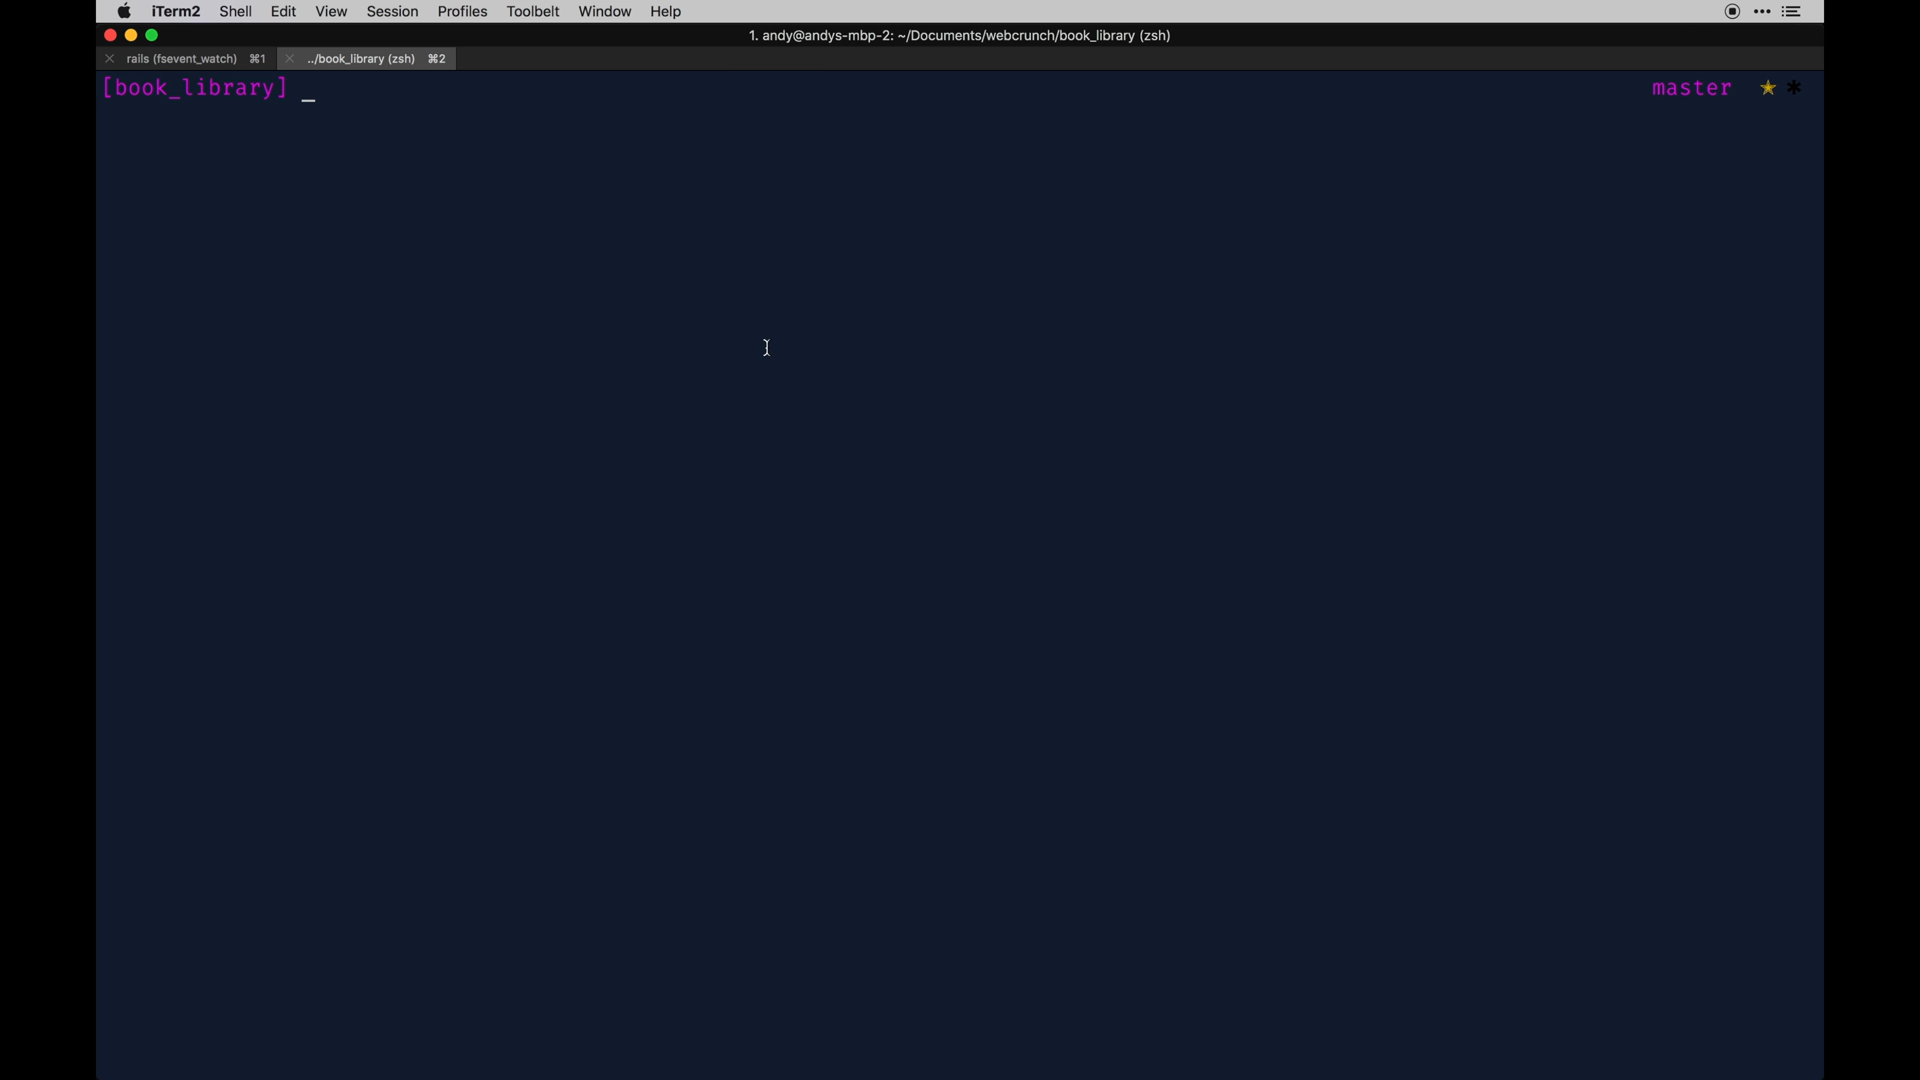 iTerm2 Shell Edit View Session Profiles Toolbelt Window Help
1. andy@andys-mbp-2: ~/Documents/webcrunch/book_library (zsh)
rails (fsevent_watch) ⌘1 ../book_library (zsh) ⌘2
[book_library] _ master ★ *